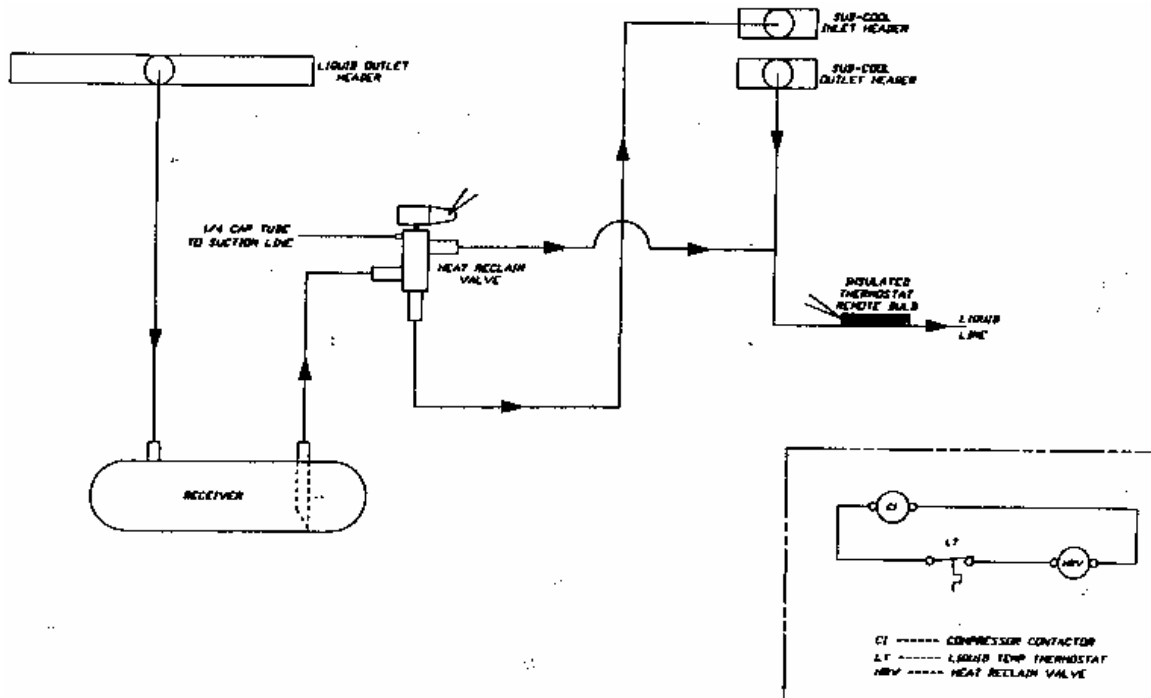 SUB-COOL
INLET HEADER
LIQUID OUTLET
HEADER
SUB-COOL
OUTLET HEADER
1/4 CAP TUBE
TO SUCTION LINE
HEAT RECLAIM
VALVE
INSULATED
THERMOSTAT
REMOTE BULB
LIQUID
LINE
RECEIVER
C1
LT
HRV
C1 ------ COMPRESSOR CONTACTOR
LT ------ LIQUID TEMP THERMOSTAT
HRV ------ HEAT RECLAIM VALVE